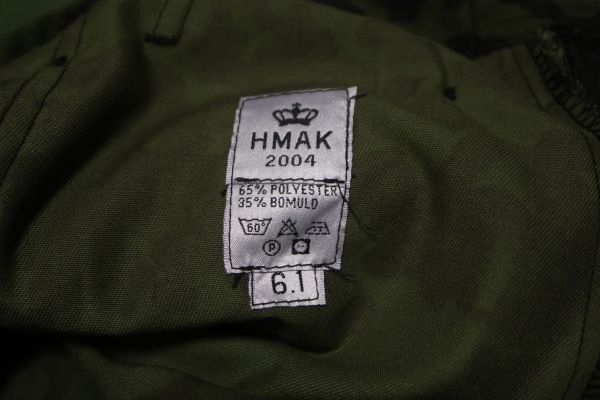 HMAK
2004
65% POLYESTER
35% BOMULD
60°
P
6.1